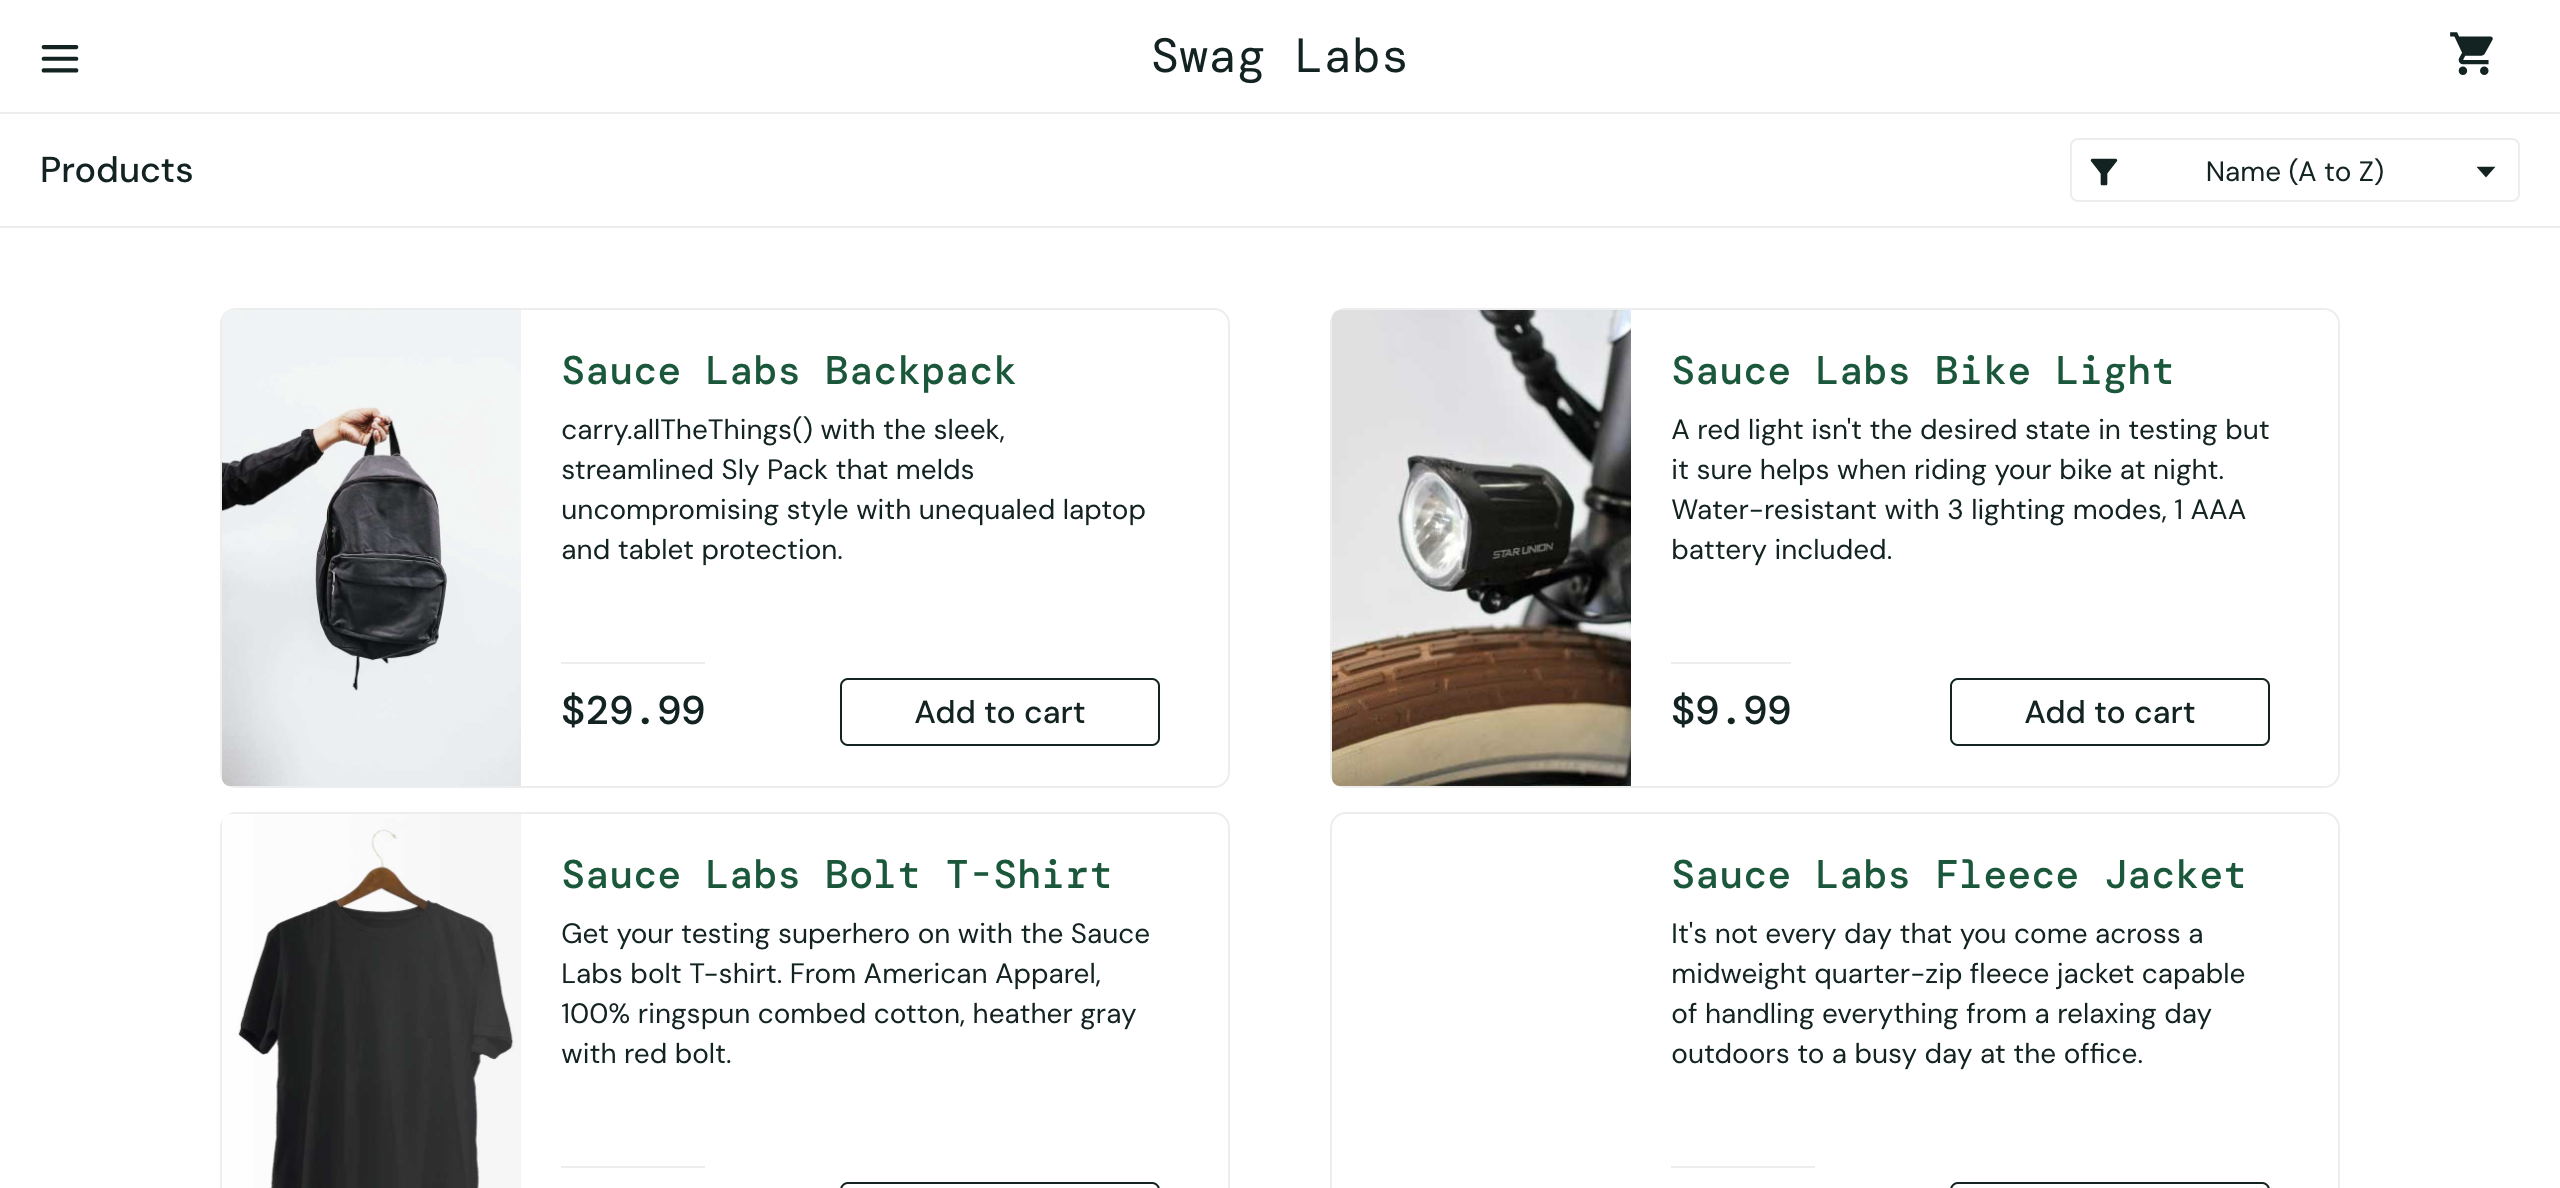 Swag Labs
Products
Name (A to Z)
Sauce Labs Backpack
carry.allTheThings() with the sleek,
streamlined Sly Pack that melds
uncompromising style with unequaled laptop
and tablet protection.
$29.99
Add to cart
Sauce Labs Bike Light
A red light isn't the desired state in testing but
it sure helps when riding your bike at night.
Water-resistant with 3 lighting modes, 1 AAA
battery included.
STAR UNION
$9.99
Add to cart
Sauce Labs Bolt T-Shirt
Get your testing superhero on with the Sauce
Labs bolt T-shirt. From American Apparel,
100% ringspun combed cotton, heather gray
with red bolt.
Sauce Labs Fleece Jacket
It's not every day that you come across a
midweight quarter-zip fleece jacket capable
of handling everything from a relaxing day
outdoors to a busy day at the office.